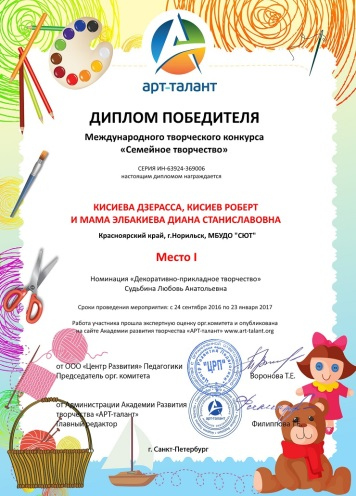 АРТ-ТАЛАНТ
ДИПЛОМ ПОБЕДИТЕЛЯ
Международного творческого конкурса
«Семейное творчество»
СЕРИЯ ИН-63924-369006
настоящим дипломом награждается
КИСИЕВА ДЗЕРАССА, КИСИЕВ РОБЕРТ
И МАМА ЭЛБАКИЕВА ДИАНА СТАНИСЛАВОВНА
Красноярский край, г.Норильск, МБУДО "СЮТ"
Место I
Номинация «Декоративно-прикладное творчество»
Судьбина Любовь Анатольевна
Сроки проведения мероприятия: с 24 сентября 2016 по 23 января 2017
Работа участника прошла экспертную оценку орг.комитета и опубликована
на сайте Академии развития творчества «АРТ-талант» www.art-talant.org
от ООО «Центр Развития Педагогики
Председатель орг. комитета
Воронова Т.Е.
"ЦРП"
от Администрации Академии Развития
творчества «АРТ-талант»
главный редактор
Филиппова
АРТ-ТАЛАНТ
г. Санкт-Петербург